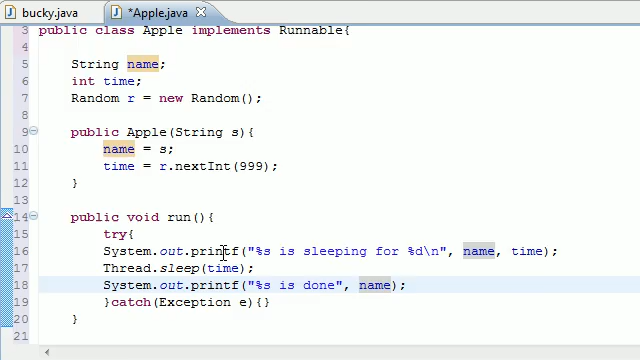 bucky.java *Apple.java
3 public class Apple implements Runnable{
4
5 String name;
6 int time;
7 Random r = new Random();
8
9 public Apple(String s){
10 name = s;
11 time = r.nextInt(999);
12 }
13
14 public void run(){
15 try{
16 System.out.printf("%s is sleeping for %d\n", name, time);
17 Thread.sleep(time);
18 System.out.printf("%s is done", name);
19 }catch(Exception e){}
20 }
21